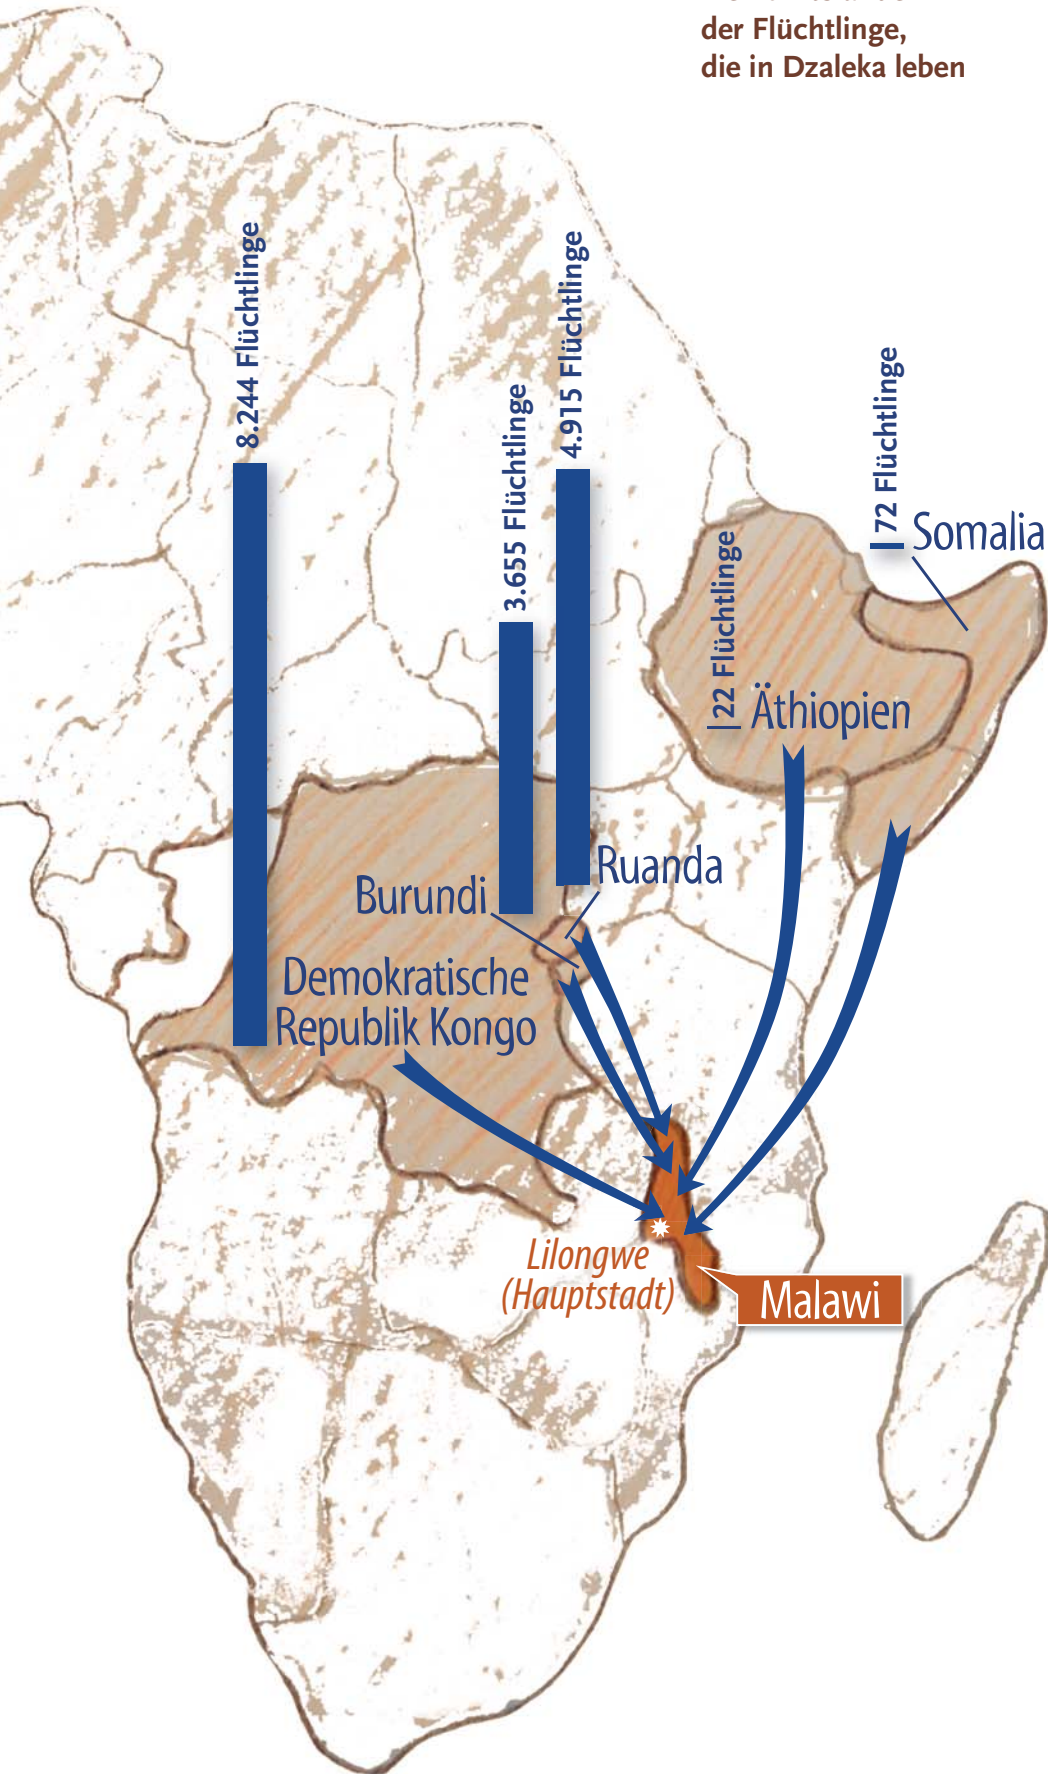 der Flüchtlinge,
die in Dzaleka leben
8.244 Flüchtlinge
3.655 Flüchtlinge
4.915 Flüchtlinge
72 Flüchtlinge
Somalia
22 Flüchtlinge
Äthiopien
Ruanda
Burundi
Demokratische
Republik Kongo
Lilongwe
(Hauptstadt)
Malawi